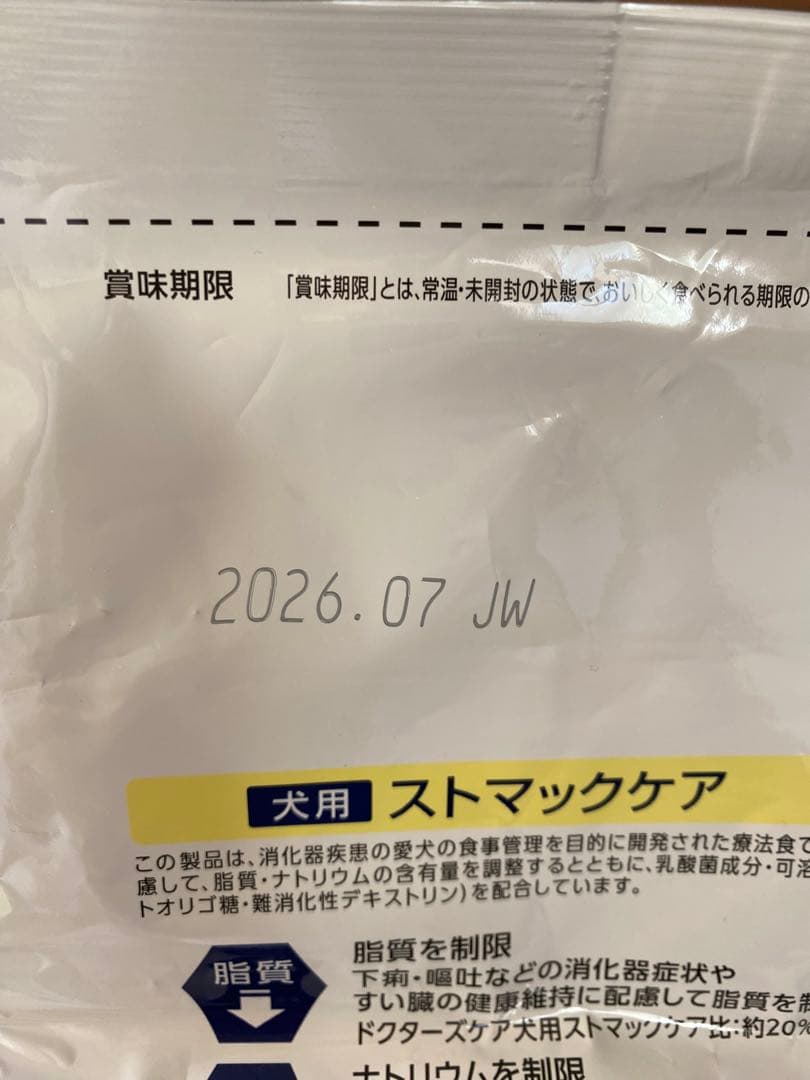 賞味期限 「賞味期限」とは、常温・未開封の状態で、おいしく食べられる期限の
2026.07 JW
犬用 ストマックケア
この製品は、消化器疾患の愛犬の食事管理を目的に開発された療法食で
慮して、脂質・ナトリウムの含有量を調整するとともに、乳酸菌成分・可溶
トオリゴ糖・難消化性デキストリン)を配合しています。
脂質
脂質を制限
下痢・嘔吐などの消化器症状や
すい臓の健康維持に配慮して脂質を制
ドクターズケア犬用ストマックケア比:約20%
ナトリウムを制限